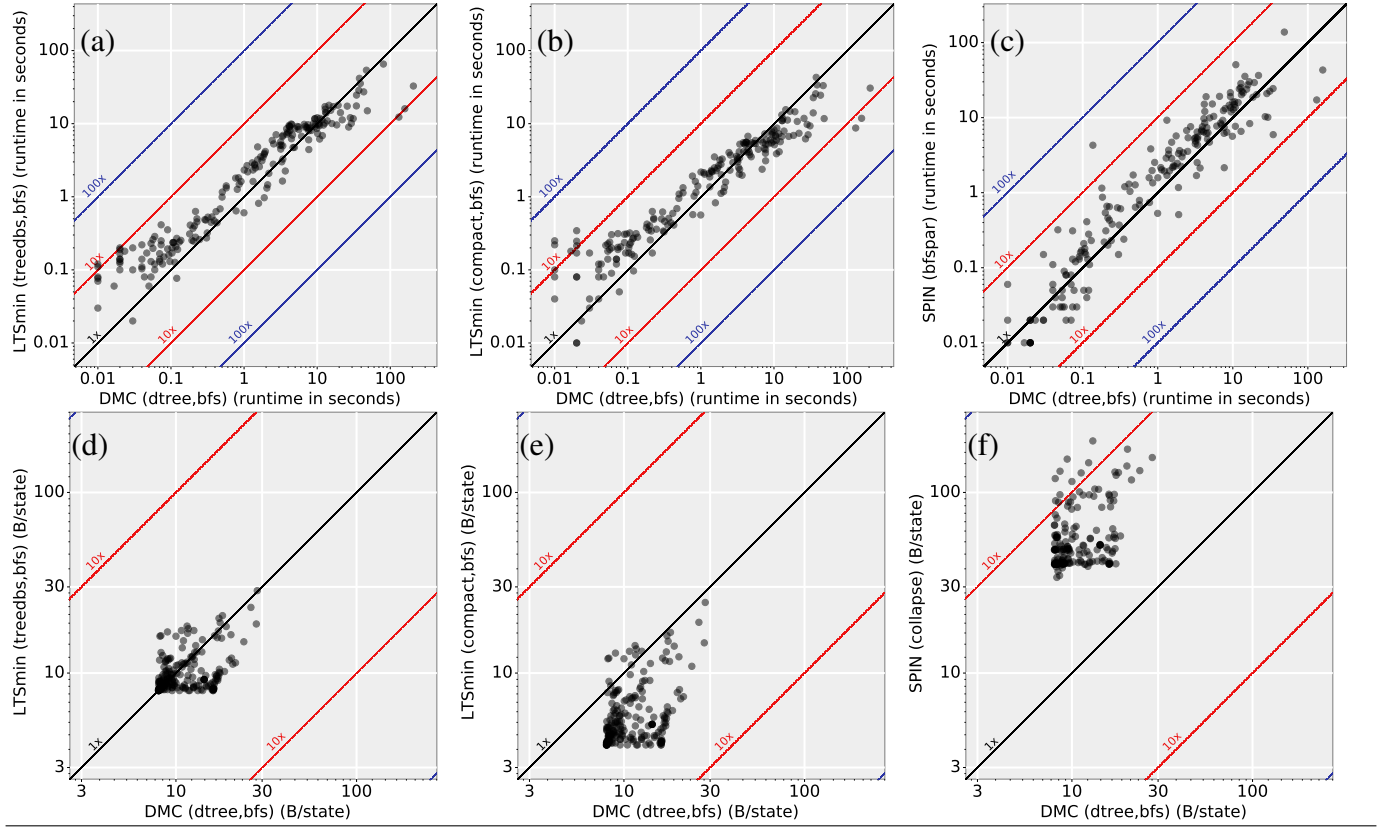 (a)
LTSmin (treedbs,bfs) (runtime in seconds)
100
10
1
0.1
0.01
100x
10x
1x
10x
100x
0.01 0.1 1 10 100
DMC (dtree,bfs) (runtime in seconds)
(b)
LTSmin (compact,bfs) (runtime in seconds)
100
10
1
0.1
0.01
100x
10x
1x
10x
100x
0.01 0.1 1 10 100
DMC (dtree,bfs) (runtime in seconds)
(c)
SPIN (bfspar) (runtime in seconds)
100
10
1
0.1
0.01
100x
10x
1x
10x
100x
0.01 0.1 1 10 100
DMC (dtree,bfs) (runtime in seconds)
(d)
LTSmin (treedbs,bfs) (B/state)
100
30
10
3
10x
1x
10x
3 10 30 100
DMC (dtree,bfs) (B/state)
(e)
LTSmin (compact,bfs) (B/state)
100
30
10
3
10x
1x
10x
3 10 30 100
DMC (dtree,bfs) (B/state)
(f)
SPIN (collapse) (B/state)
100
30
10
3
10x
1x
10x
3 10 30 100
DMC (dtree,bfs) (B/state)